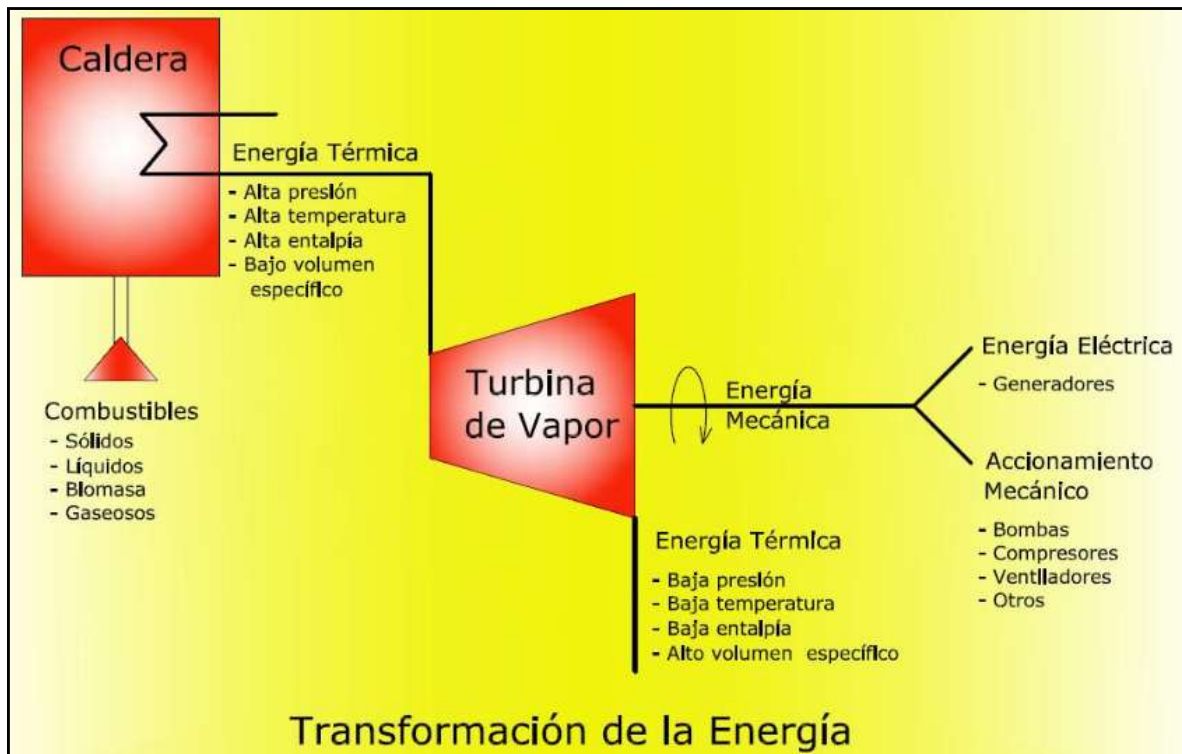 Caldera
Energía Térmica
- Alta presión
- Alta temperatura
- Alta entalpía
- Bajo volumen
específico
Combustibles
- Sólidos
- Líquidos
- Biomasa
- Gaseosos
Turbina
de Vapor
Energía
Mecánica
Energía Eléctrica
- Generadores
Accionamiento
Mecánico
- Bombas
- Compresores
- Ventiladores
- Otros
Energía Térmica
- Baja presión
- Baja temperatura
- Baja entalpía
- Alto volumen específico
Transformación de la Energía